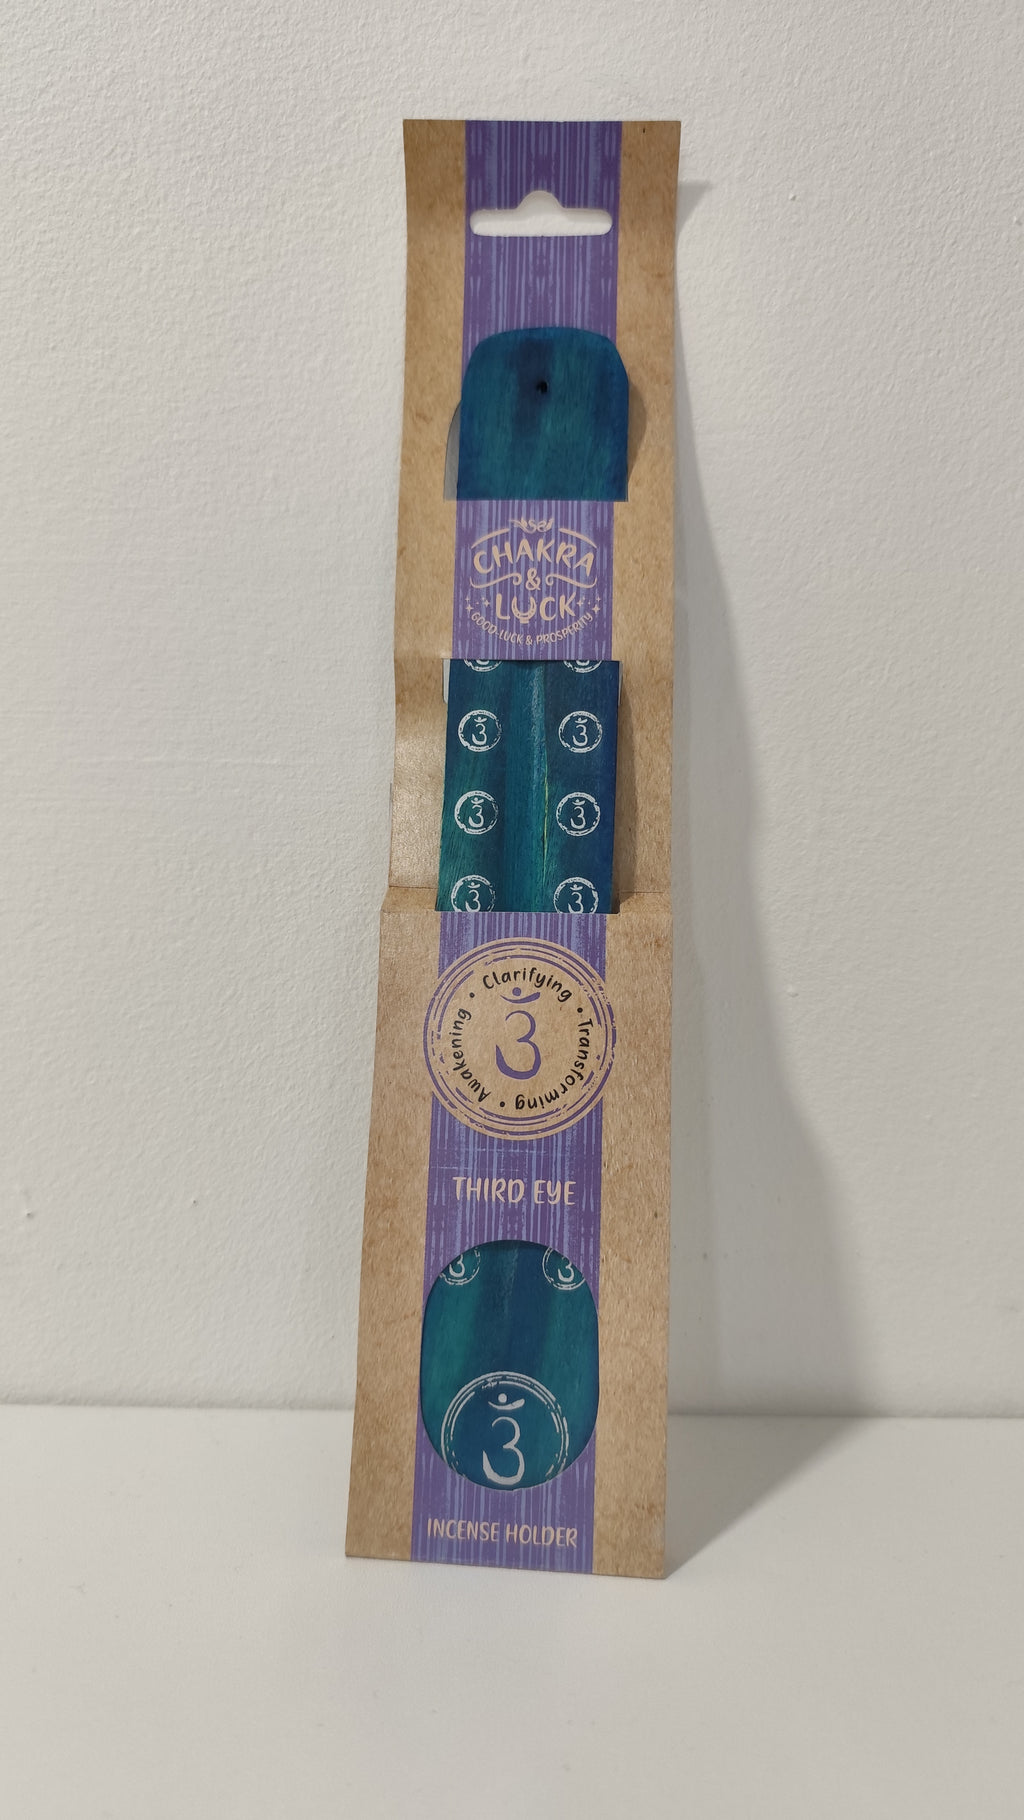 CHAKRA
&
LUCK
GOOD-LUCK & PROSPERITY
Clarifying • Transforming • Awakening •
THIRD EYE
INCENSE HOLDER